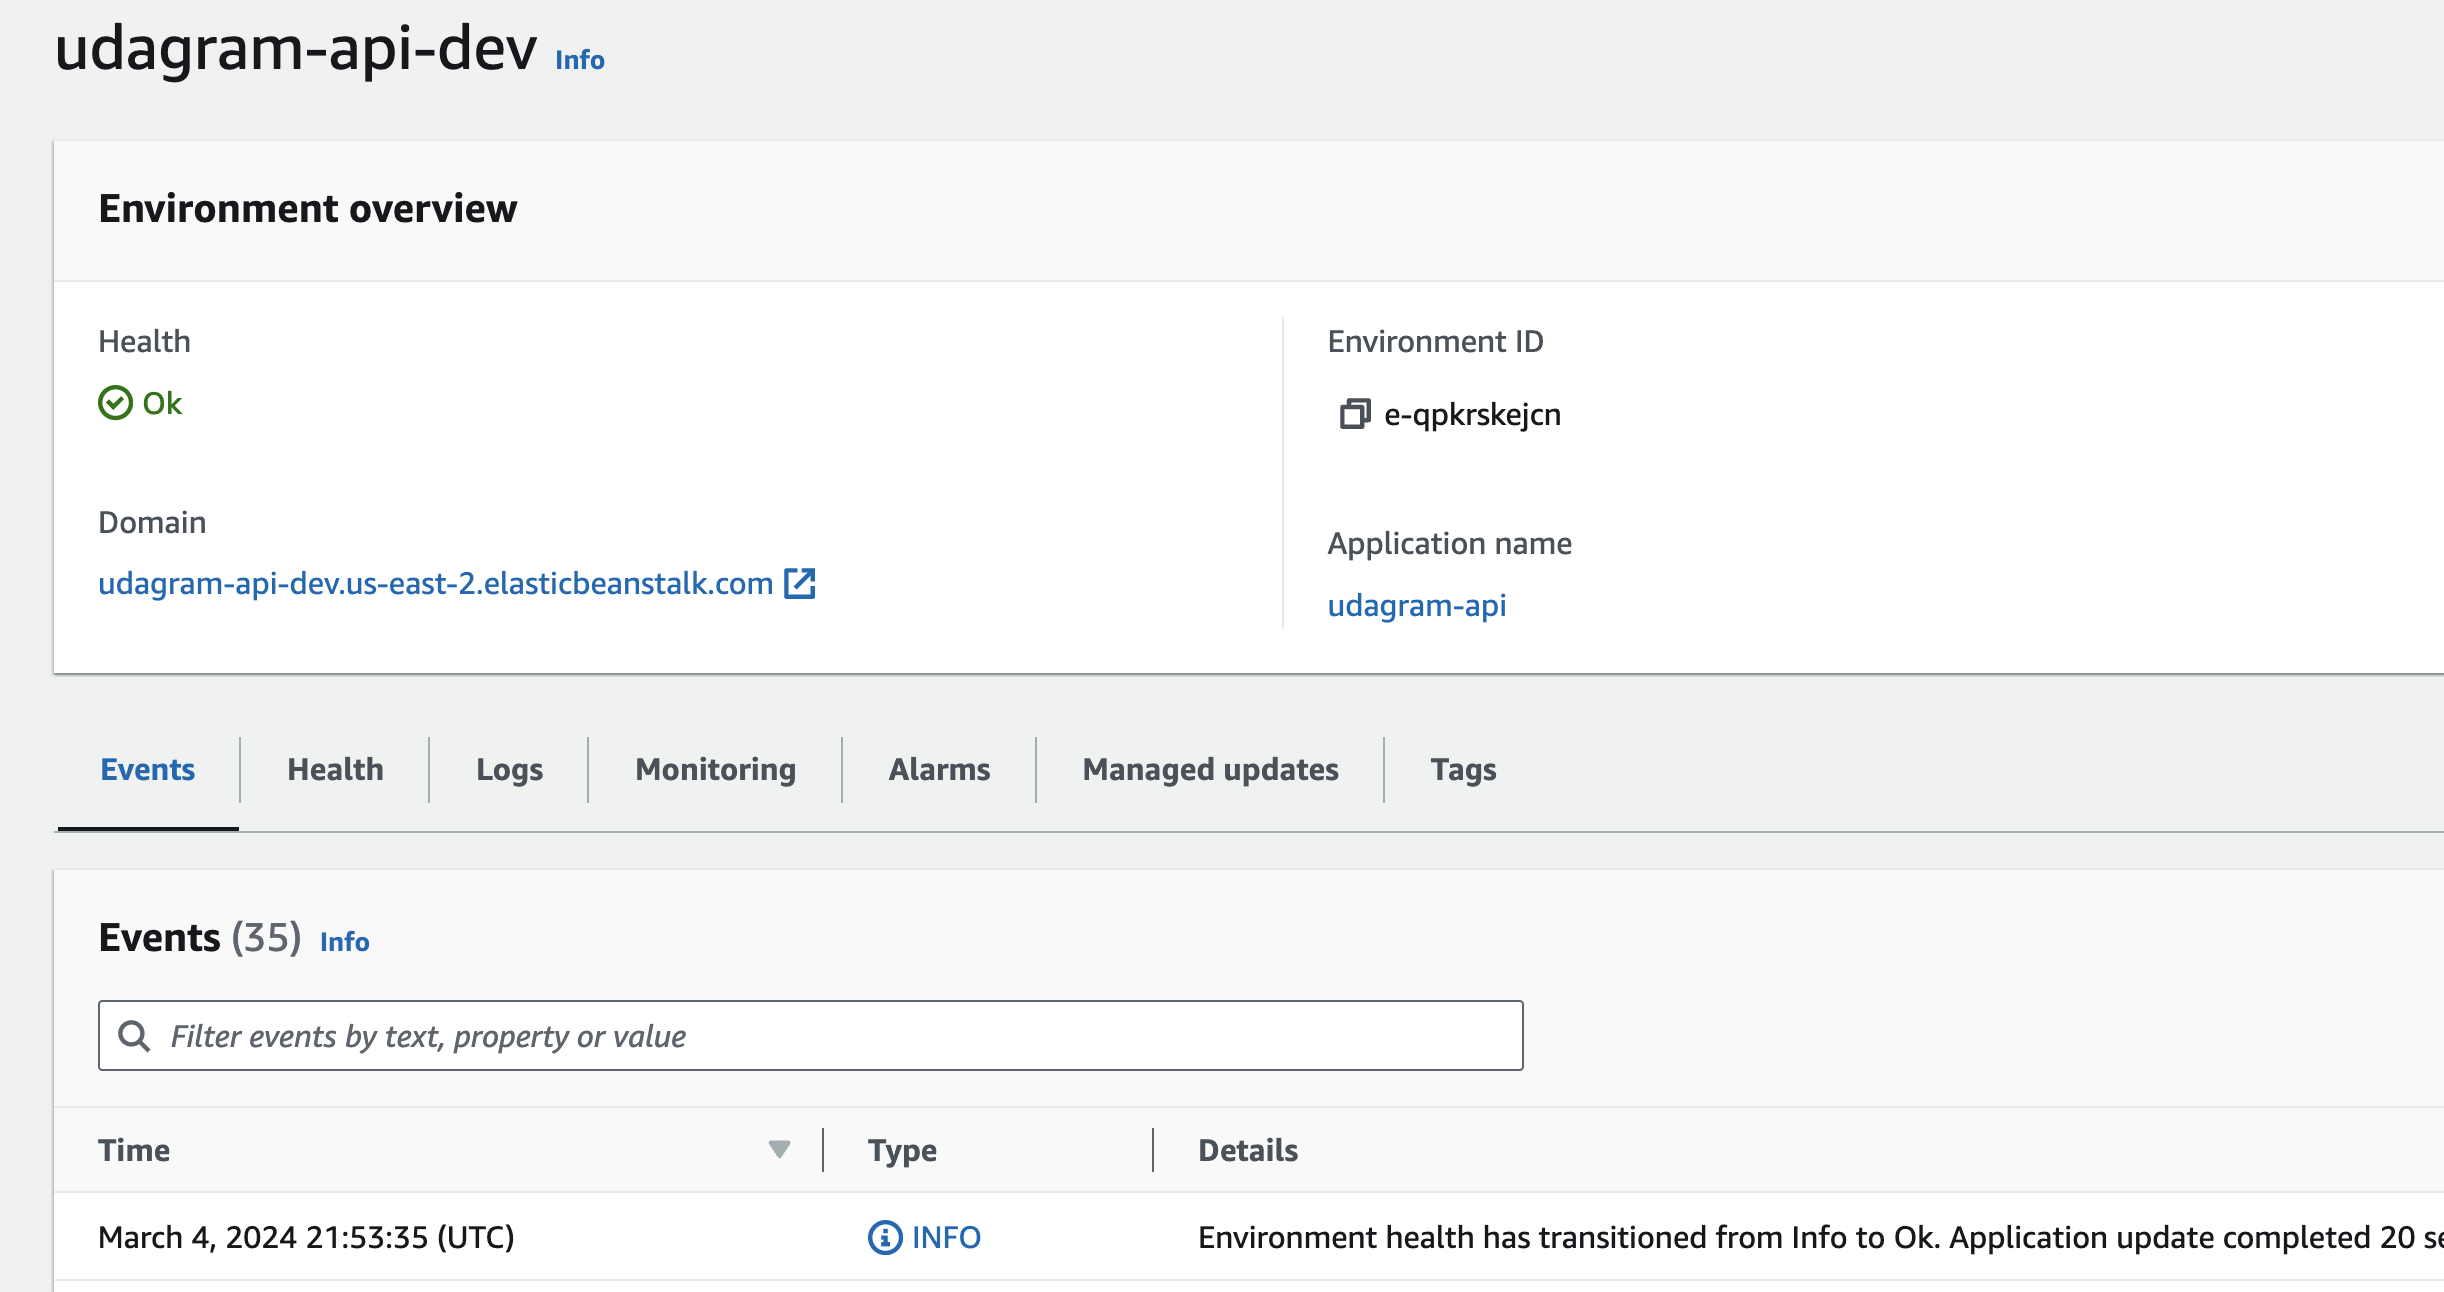 udagram-api-dev Info
Environment overview
Health
Ok
Environment ID
e-qpkrskejcn
Domain
udagram-api-dev.us-east-2.elasticbeanstalk.com
Application name
udagram-api
Events Health Logs Monitoring Alarms Managed updates Tags
Events (35) Info
Filter events by text, property or value
Time Type Details
March 4, 2024 21:53:35 (UTC) INFO Environment health has transitioned from Info to Ok. Application update completed 20